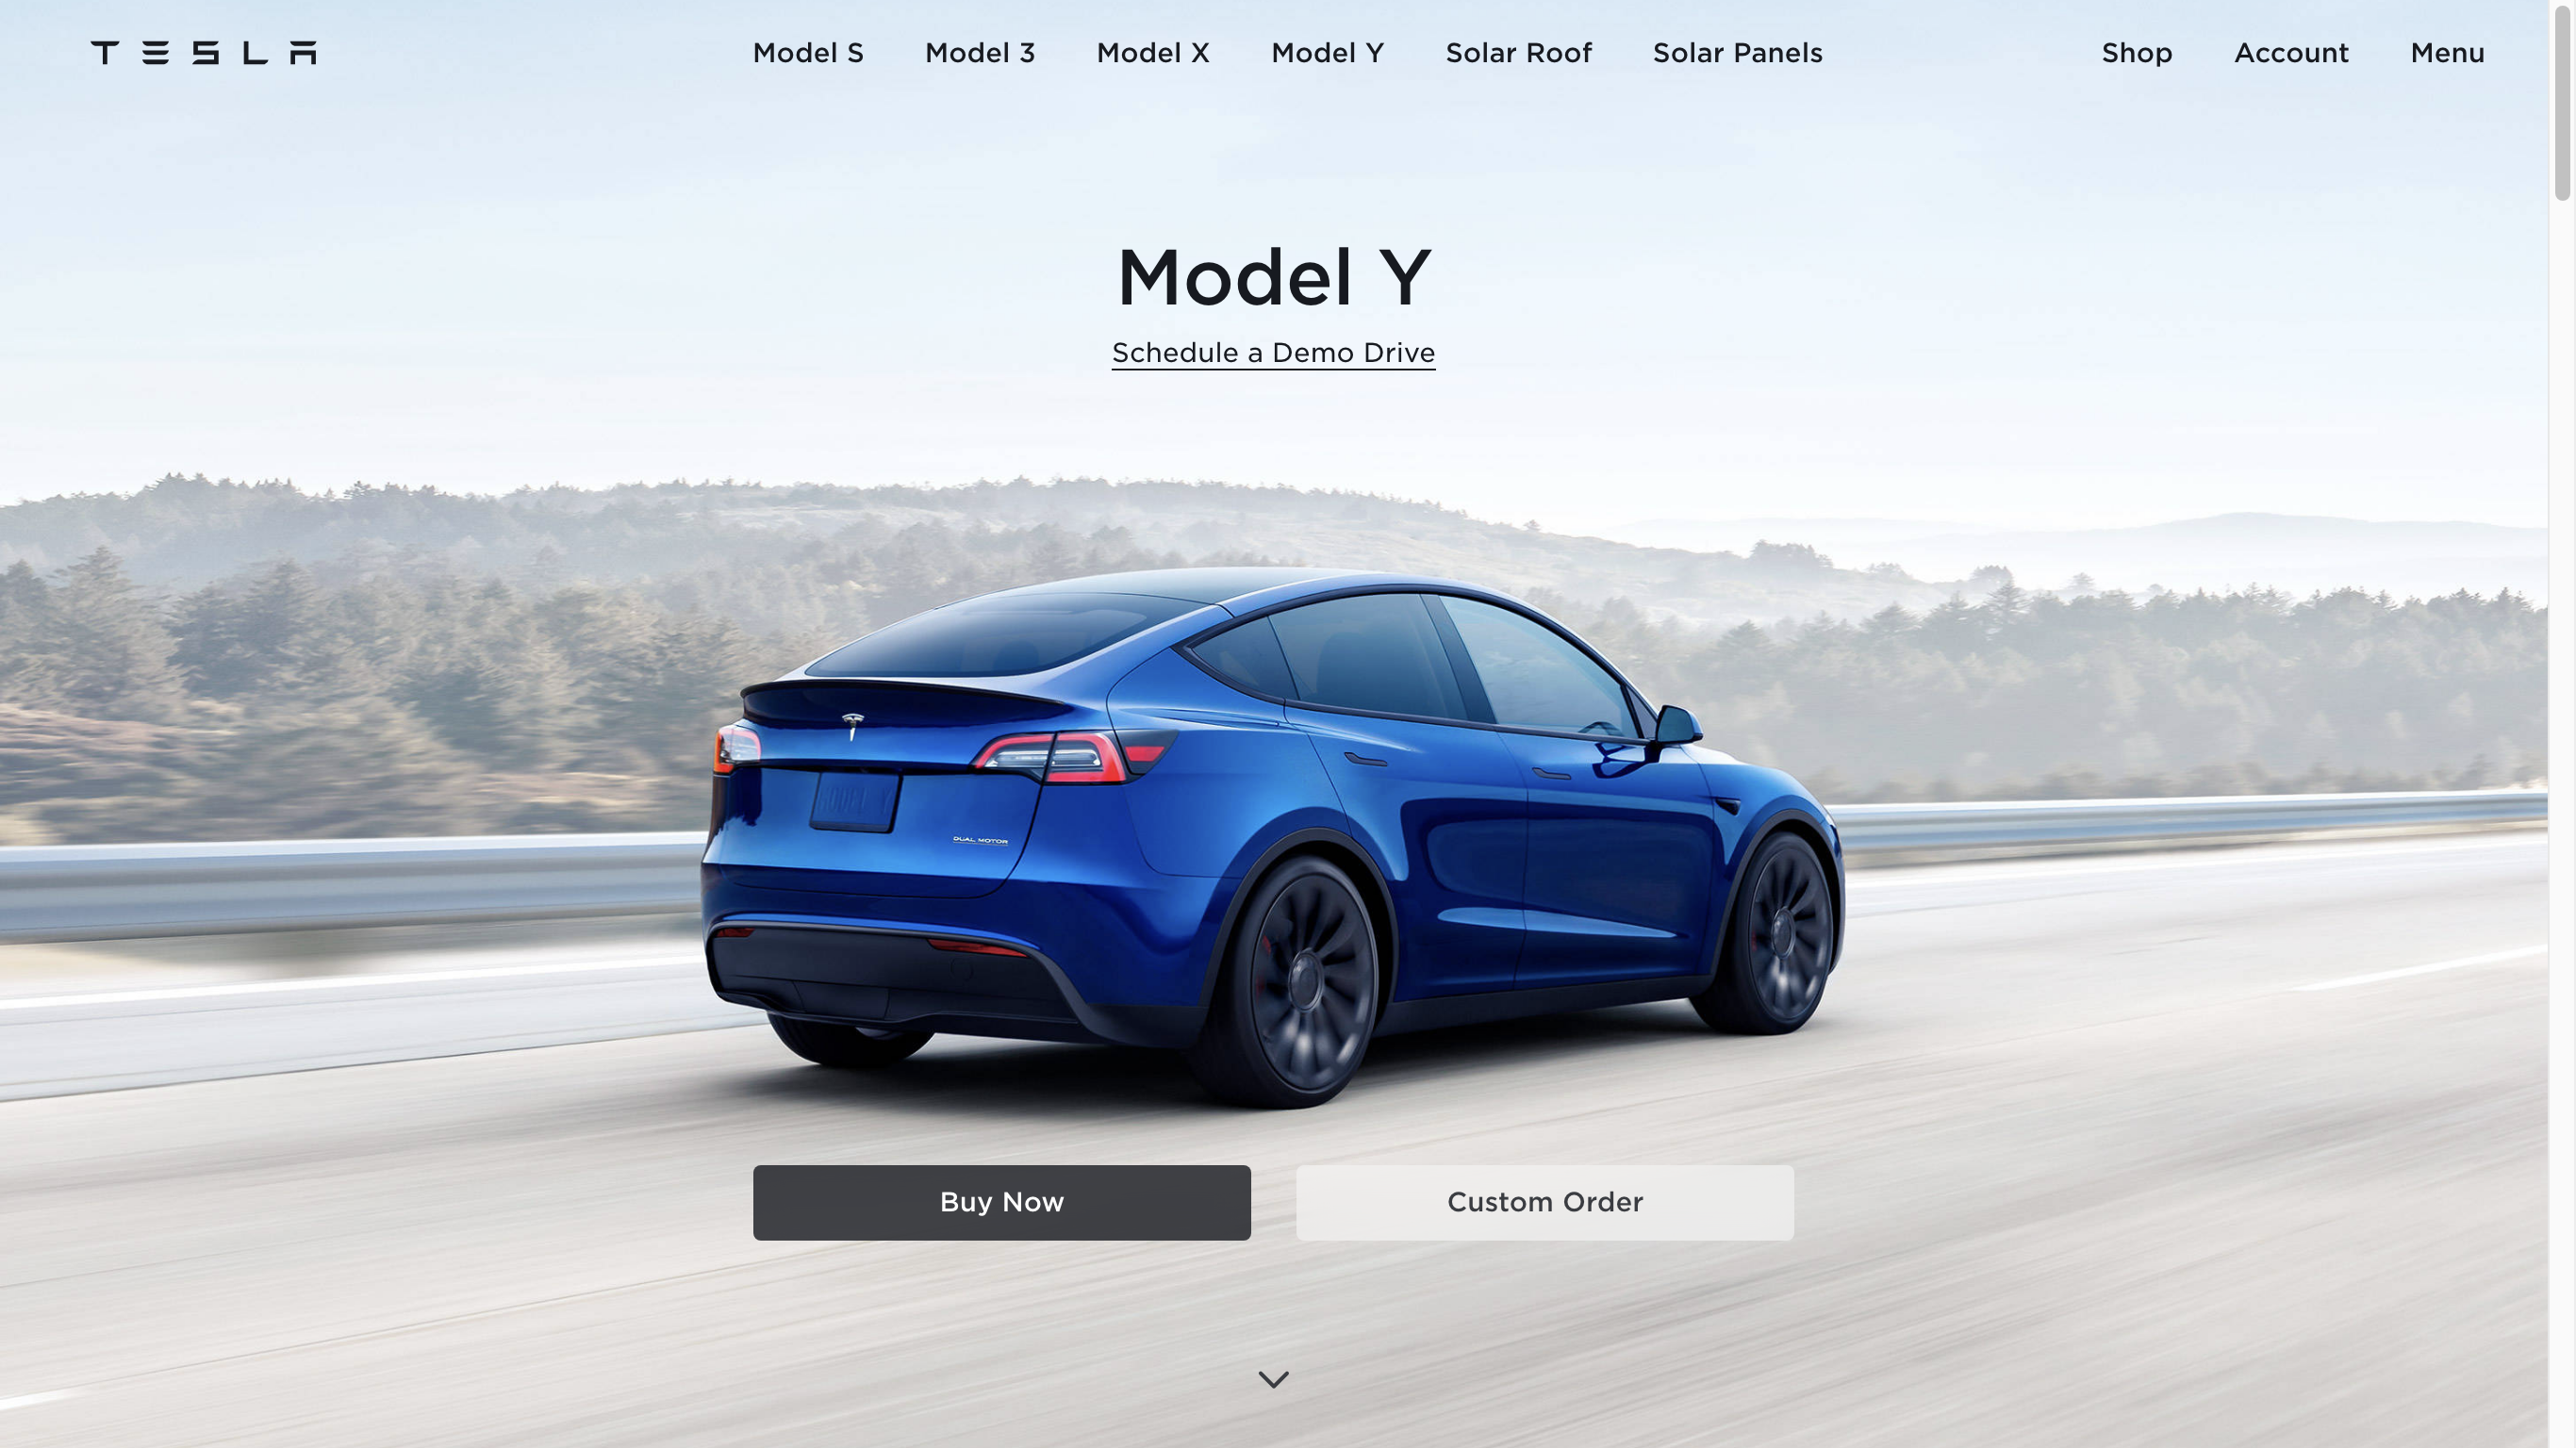 TESLA
Model S
Model 3
Model X
Model Y
Solar Roof
Solar Panels
Shop
Account
Menu
Model Y
Schedule a Demo Drive
MODEL Y
DUAL MOTOR
Buy Now
Custom Order